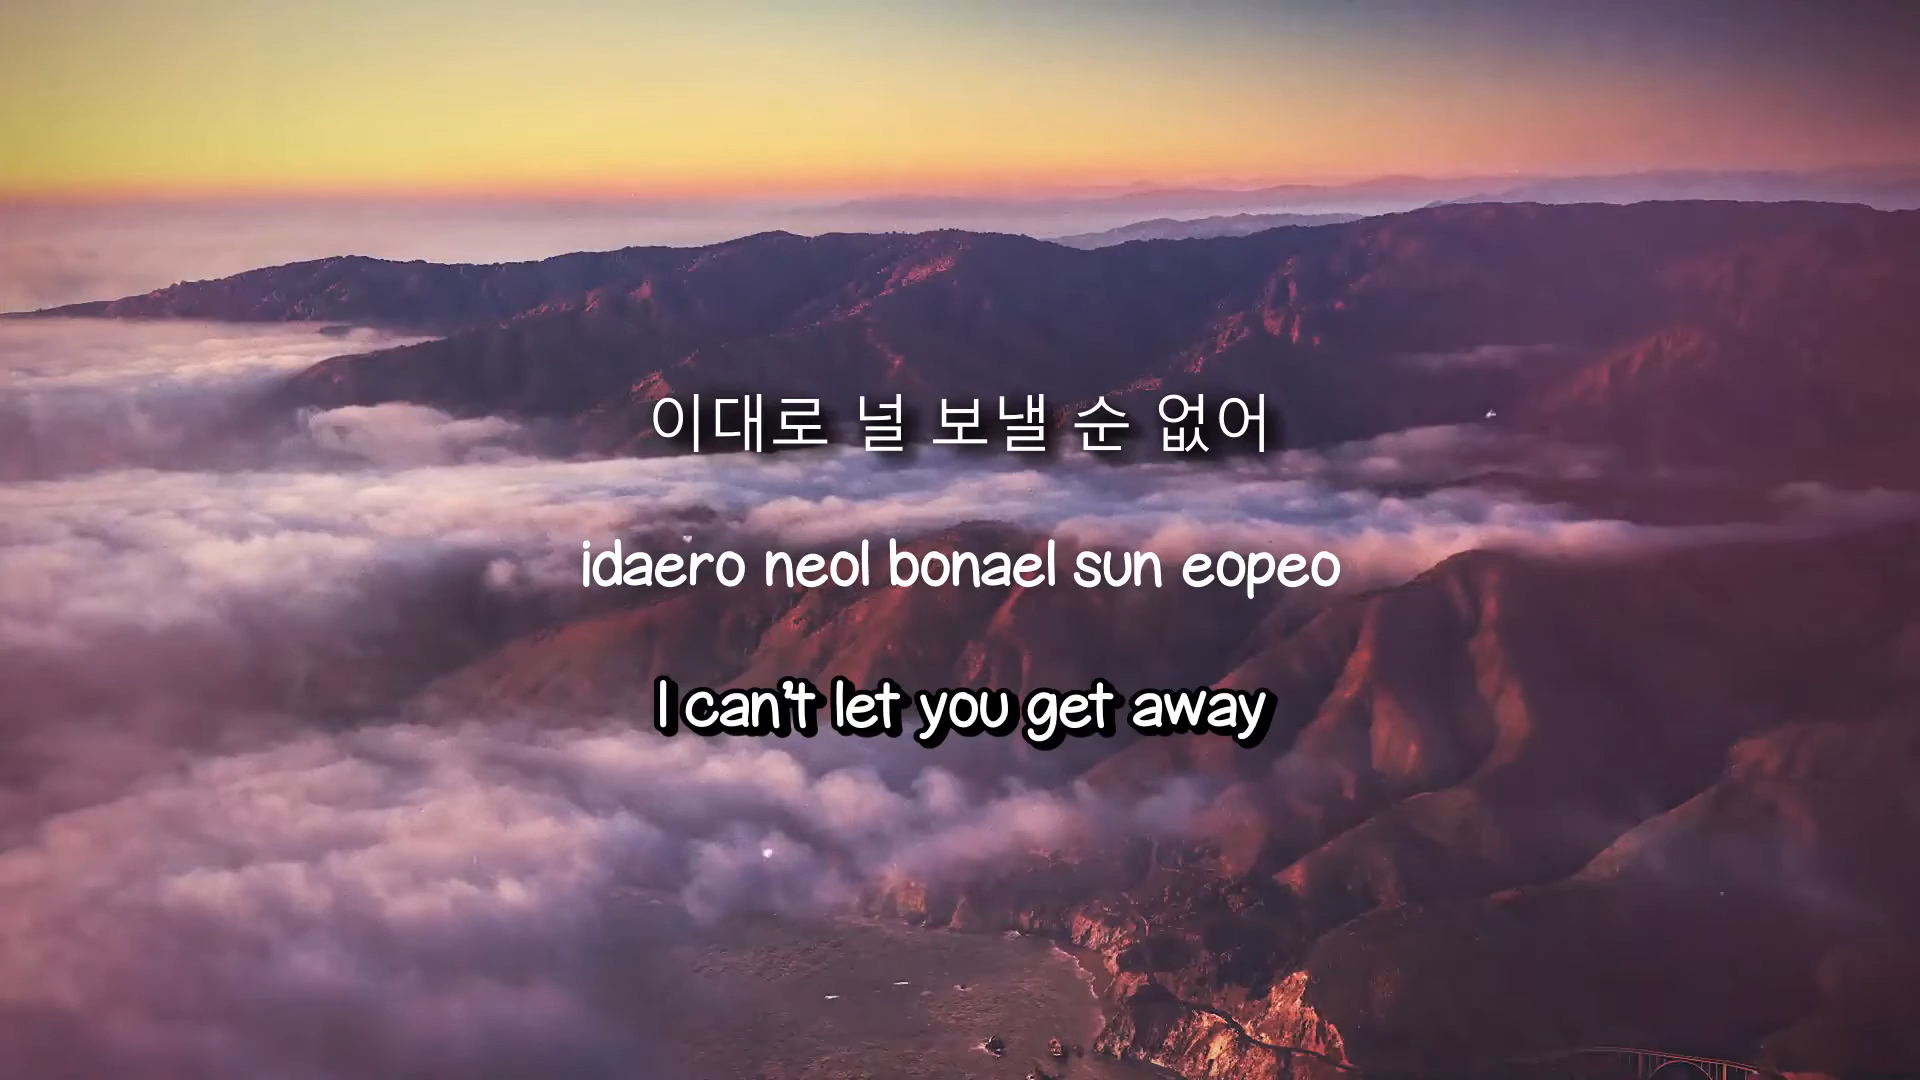 이대로 널 보낼 순 없어
idaero neol bonael sun eopeo
I can't let you get away